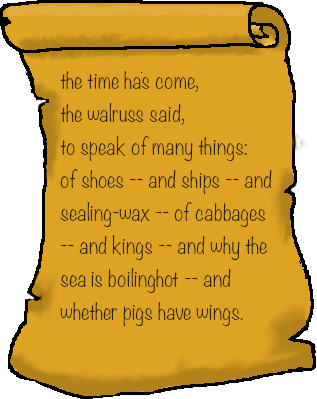 the time has come,
the walruss said,
to speak of many things:
of shoes -- and ships -- and
sealing-wax -- of cabbages
-- and kings -- and why the
sea is boilinghot -- and
whether pigs have wings.